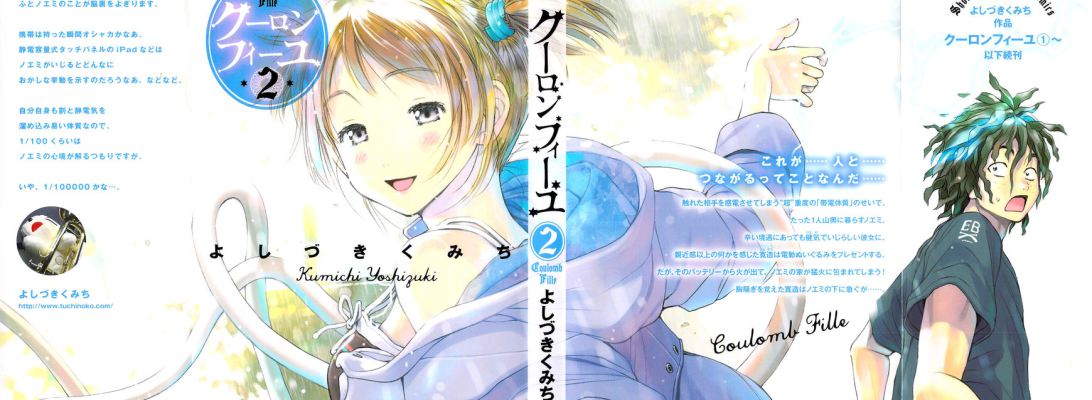 ふとノエミのことが脳裏をよぎります。
携帯は持った瞬間オシャカかなあ、
静電容量式タッチパネルのiPadなどは
ノエミがいじるとどんなに
おかしな挙動を示すのだろうなあ、などなど。
自分自身も割と静電気を
溜め込み易い体質なので、
1/100くらいは
ノエミの心境が解るつもりですが。
いや、1/100000かな…。
よしづきくみち
http://www.tuchinoko.com/
Fille
クーロン
フィーユ
2
よしづきくみち
Kumichi Yoshizuki
クーロンフィーユ
2
Coulomb
Fille
よしづきくみち
これが……人と……
つながるってことなんだ……
触れた相手を感電させてしまう“超”重度の「帯電体質」のせいで、
たった1人山奥に暮らすノエミ。
辛い境遇にあっても健気でいじらしい彼女に、
親近感以上の何かを感じた寛造は電動ぬいぐるみをプレゼントする。
だが、そのバッテリーから火が出て、ノエミの家が猛火に包まれてしまう!
胸騒ぎを覚えた寛造はノエミの下に急ぐが……
Coulomb Fille
よしづきくみち
作品
クーロンフィーユ①〜
以下続刊